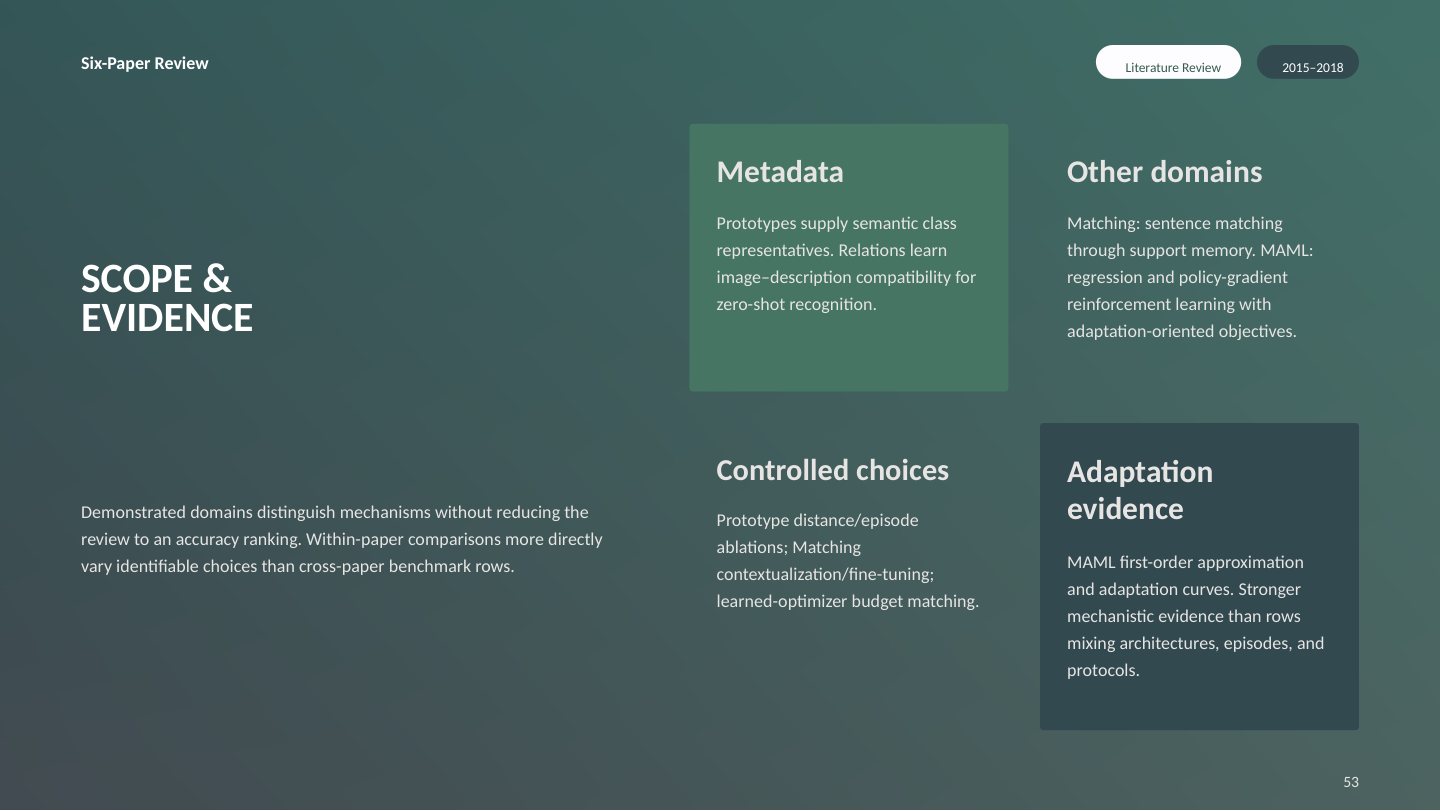 Six-Paper Review
Literature Review
2015–2018
SCOPE &
EVIDENCE
Demonstrated domains distinguish mechanisms without reducing the
review to an accuracy ranking. Within-paper comparisons more directly
vary identifiable choices than cross-paper benchmark rows.
Metadata
Prototypes supply semantic class
representatives. Relations learn
image–description compatibility for
zero-shot recognition.
Other domains
Matching: sentence matching
through support memory. MAML:
regression and policy-gradient
reinforcement learning with
adaptation-oriented objectives.
Controlled choices
Prototype distance/episode
ablations; Matching
contextualization/fine-tuning;
learned-optimizer budget matching.
Adaptation
evidence
MAML first-order approximation
and adaptation curves. Stronger
mechanistic evidence than rows
mixing architectures, episodes, and
protocols.
53